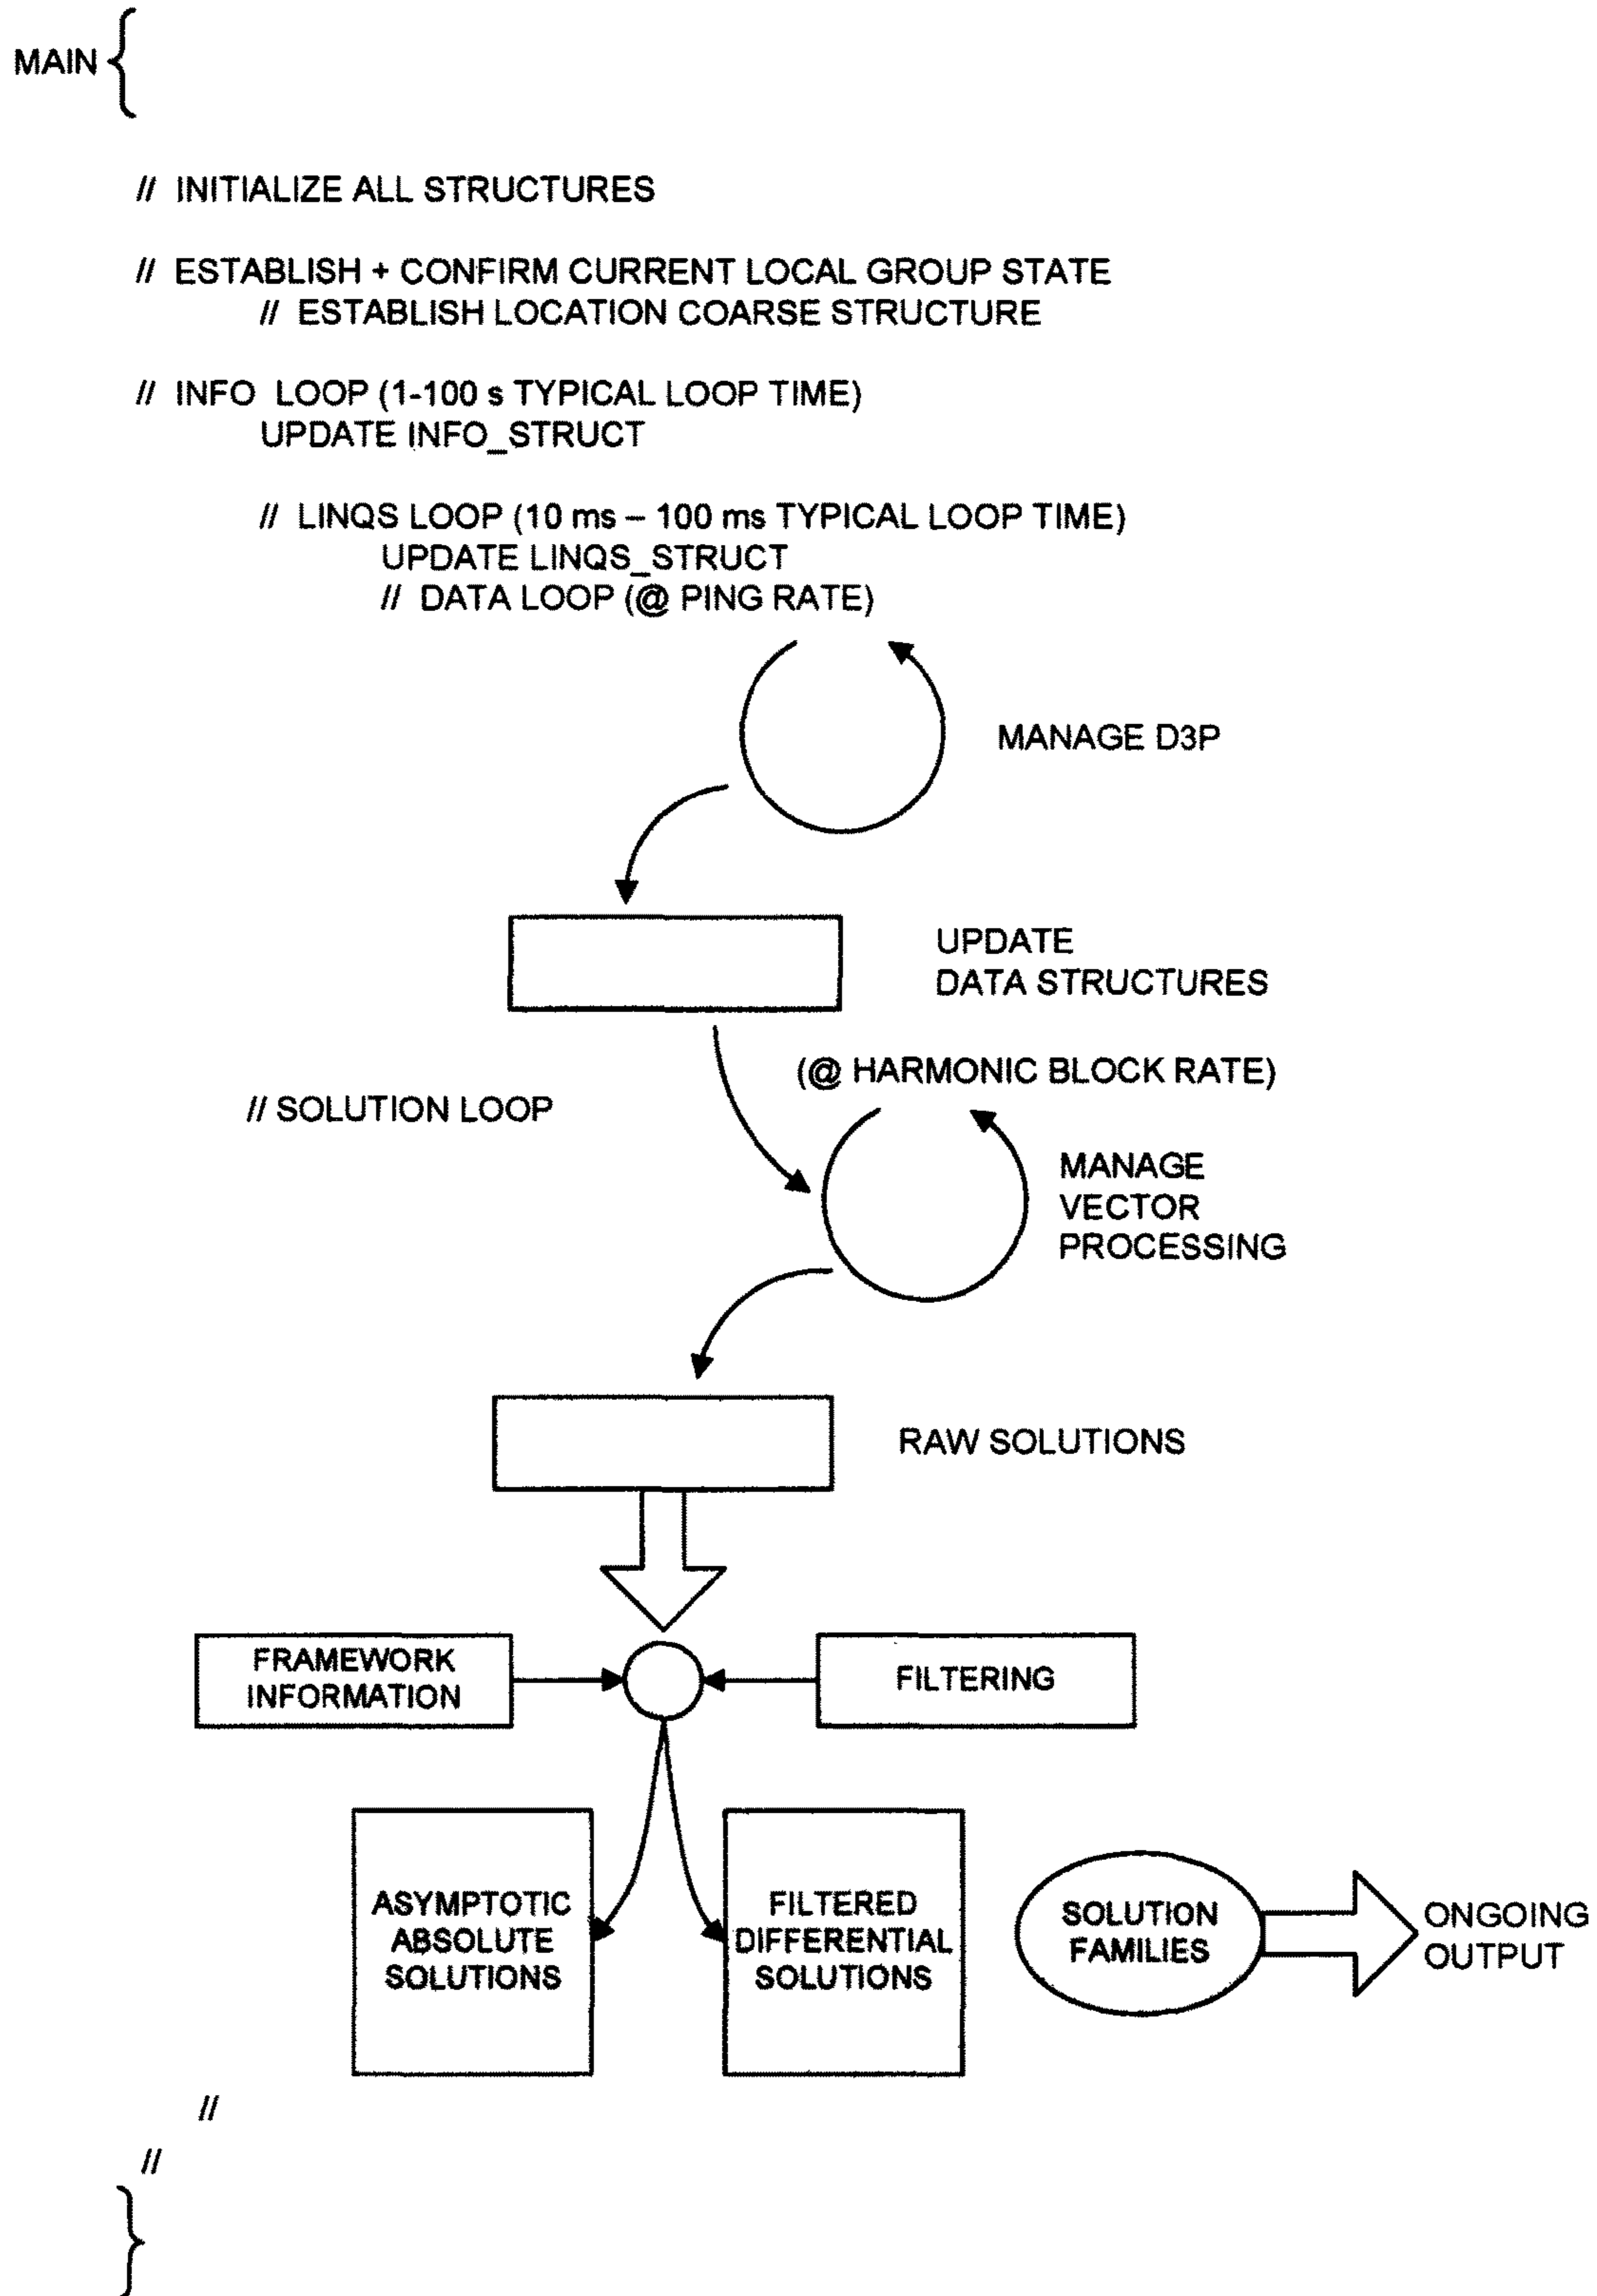 MAIN {
// INITIALIZE ALL STRUCTURES
// ESTABLISH + CONFIRM CURRENT LOCAL GROUP STATE
// ESTABLISH LOCATION COARSE STRUCTURE
// INFO LOOP (1-100 s TYPICAL LOOP TIME)
UPDATE INFO_STRUCT
// LINQS LOOP (10 ms – 100 ms TYPICAL LOOP TIME)
UPDATE LINQS_STRUCT
// DATA LOOP (@ PING RATE)
MANAGE D3P
UPDATE
DATA STRUCTURES
(@ HARMONIC BLOCK RATE)
// SOLUTION LOOP
MANAGE
VECTOR
PROCESSING
RAW SOLUTIONS
FRAMEWORK
INFORMATION
FILTERING
ASYMPTOTIC
ABSOLUTE
SOLUTIONS
FILTERED
DIFFERENTIAL
SOLUTIONS
SOLUTION
FAMILIES
ONGOING
OUTPUT
//
//
}